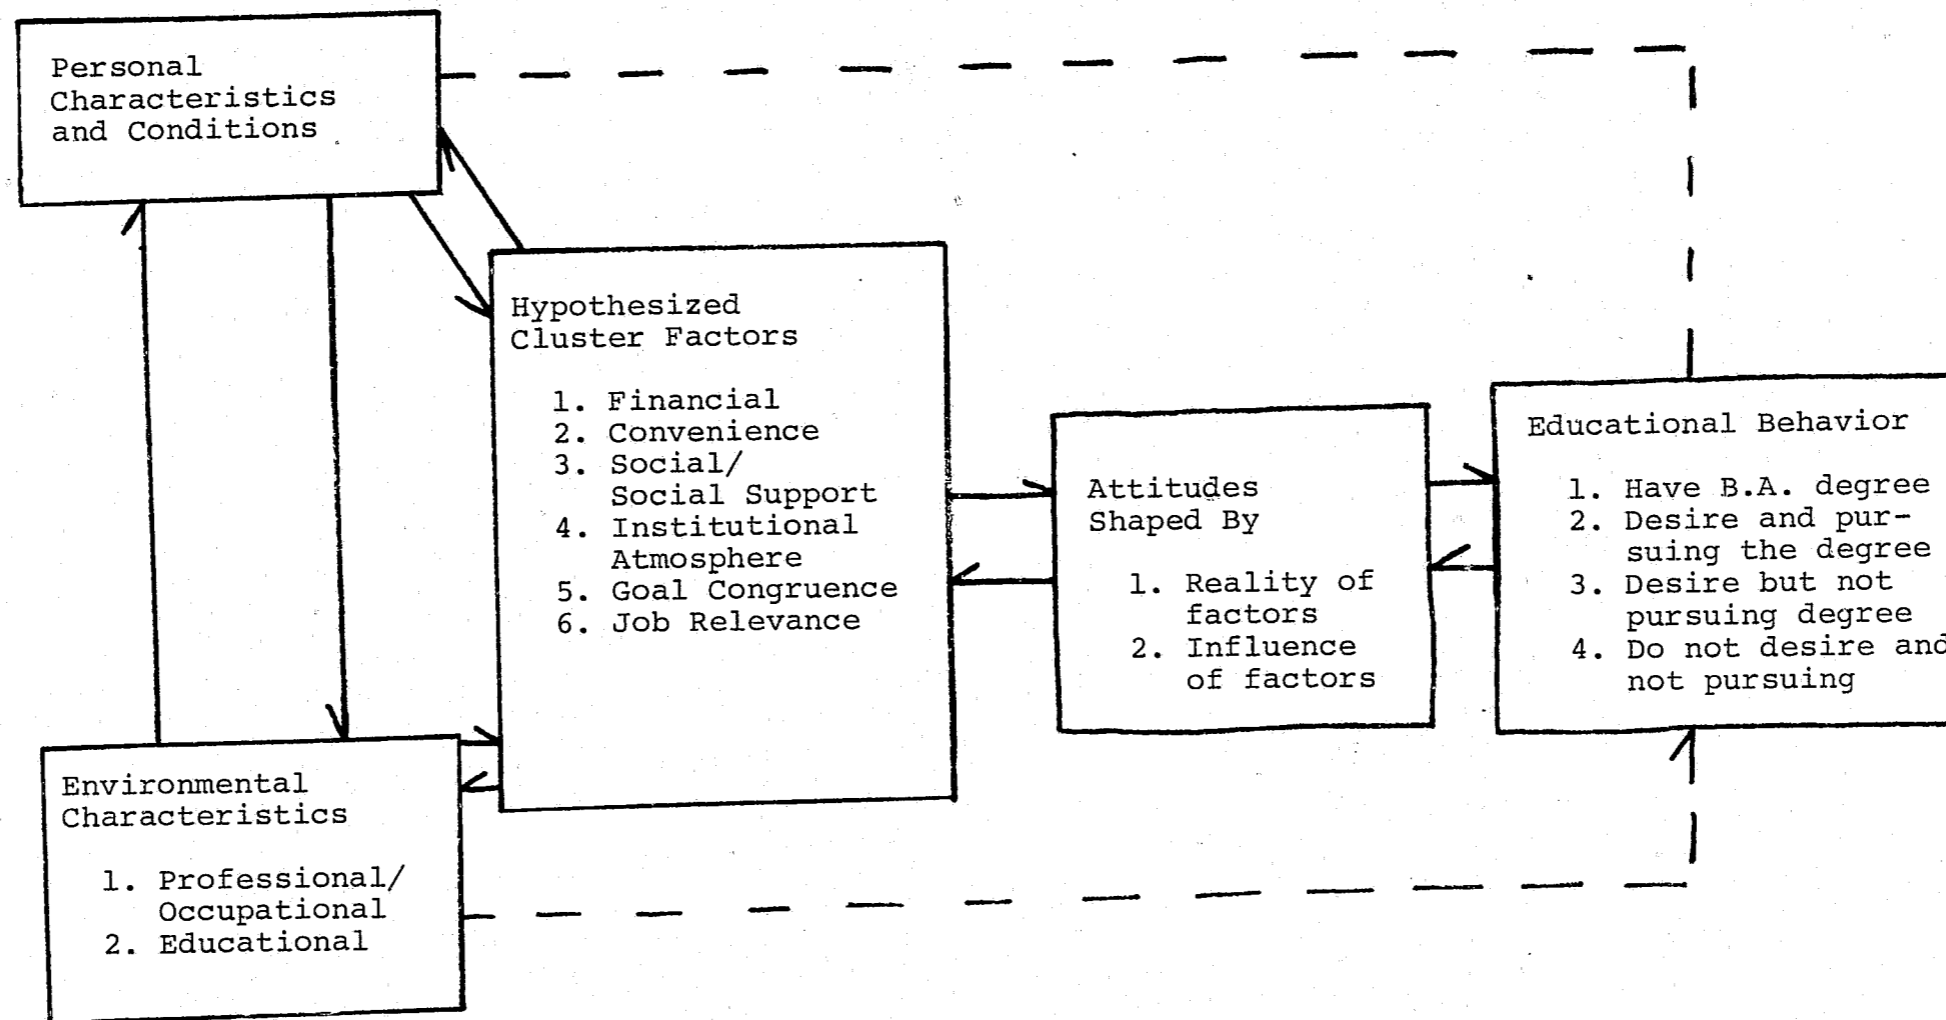 Personal
Characteristics
and Conditions
Hypothesized
Cluster Factors
1. Financial
2. Convenience
3. Social/
Social Support
4. Institutional
Atmosphere
5. Goal Congruence
6. Job Relevance
Attitudes
Shaped By
1. Reality of
factors
2. Influence
of factors
Educational Behavior
1. Have B.A. degree
2. Desire and pur-
suing the degree
3. Desire but not
pursuing degree
4. Do not desire and
not pursuing
Environmental
Characteristics
1. Professional/
Occupational
2. Educational